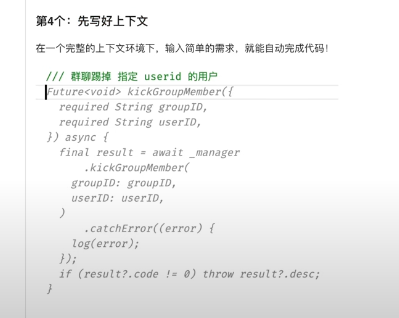 第4个：先写好上下文
在一个完整的上下文环境下，输入简单的需求，就能自动完成代码！
/// 群聊踢掉 指定 userid 的用户
Future<void> kickGroupMember({
  required String groupID,
  required String userID,
}) async {
  final result = await _manager
      .kickGroupMember(
    groupID: groupID,
    userID: userID,
  )
      .catchError((error) {
    log(error);
  });
  if (result?.code != 0) throw result?.desc;
}